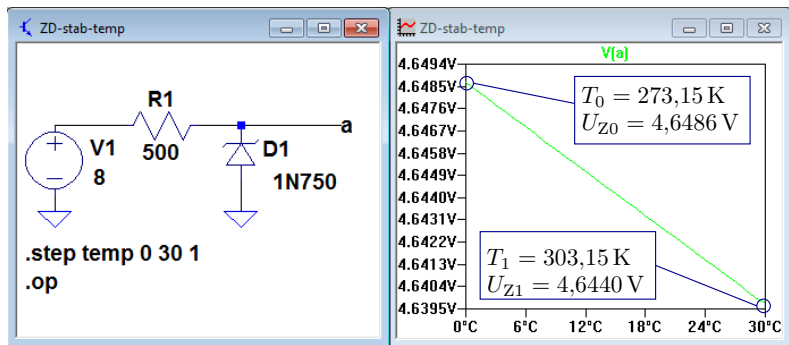 ZD-stab-temp
R1
500
a
V1
8
D1
1N750
.step temp 0 30 1
.op
ZD-stab-temp
V(a)
4.6494V
4.6485V
4.6476V
4.6467V
4.6458V
4.6449V
4.6440V
4.6431V
4.6422V
4.6413V
4.6404V
4.6395V
T₀ = 273,15 K
U_Z0 = 4,6486 V
T₁ = 303,15 K
U_Z1 = 4,6440 V
0°C 6°C 12°C 18°C 24°C 30°C